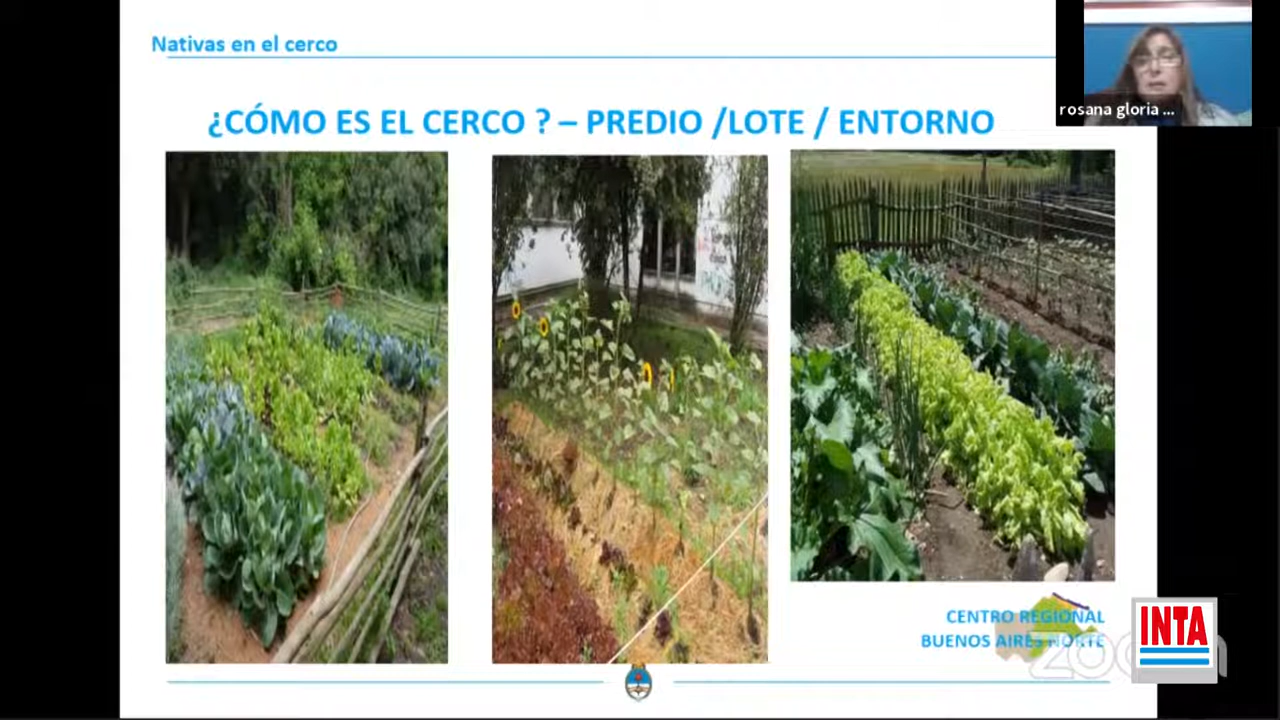 Nativas en el cerco
rosana gloria ...
¿CÓMO ES EL CERCO ? – PREDIO /LOTE / ENTORNO
CENTRO REGIONAL
BUENOS AIRES NORTE
zoom
INTA